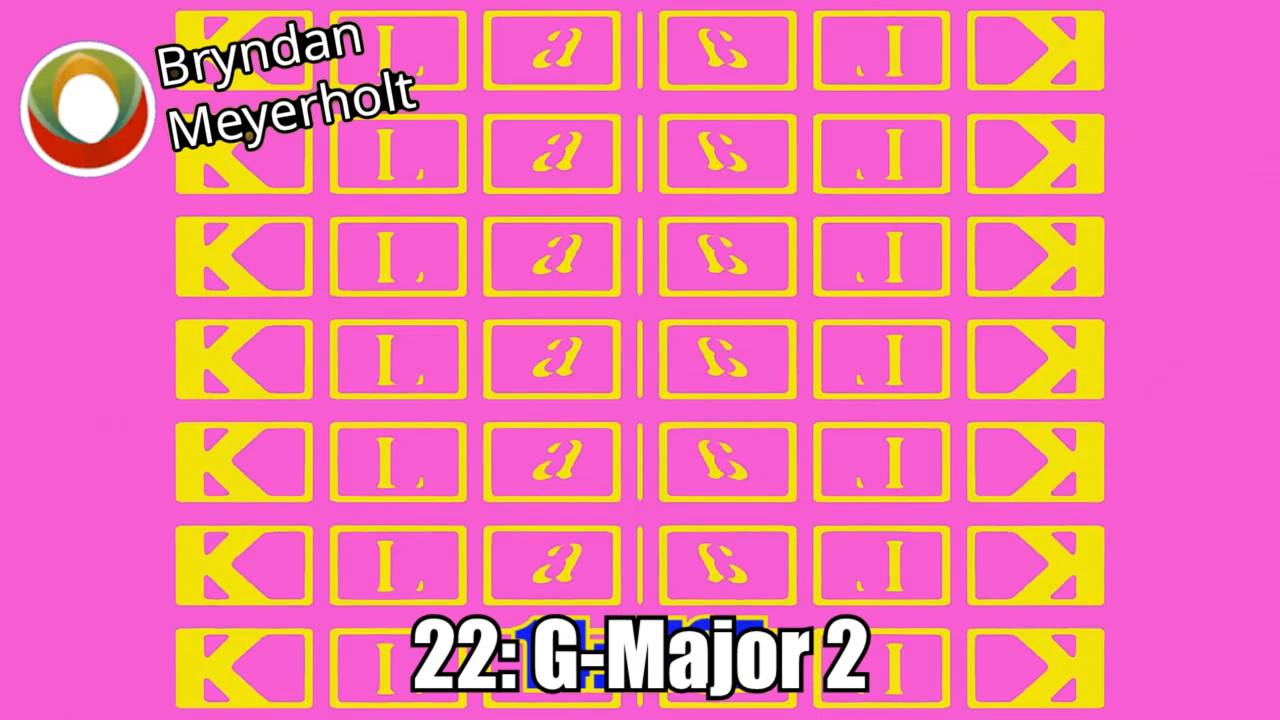 Bryndan
Meyerholt
K L a
K L a
K L a
K L a
K L a
K L a
K L
22: G-Major 2